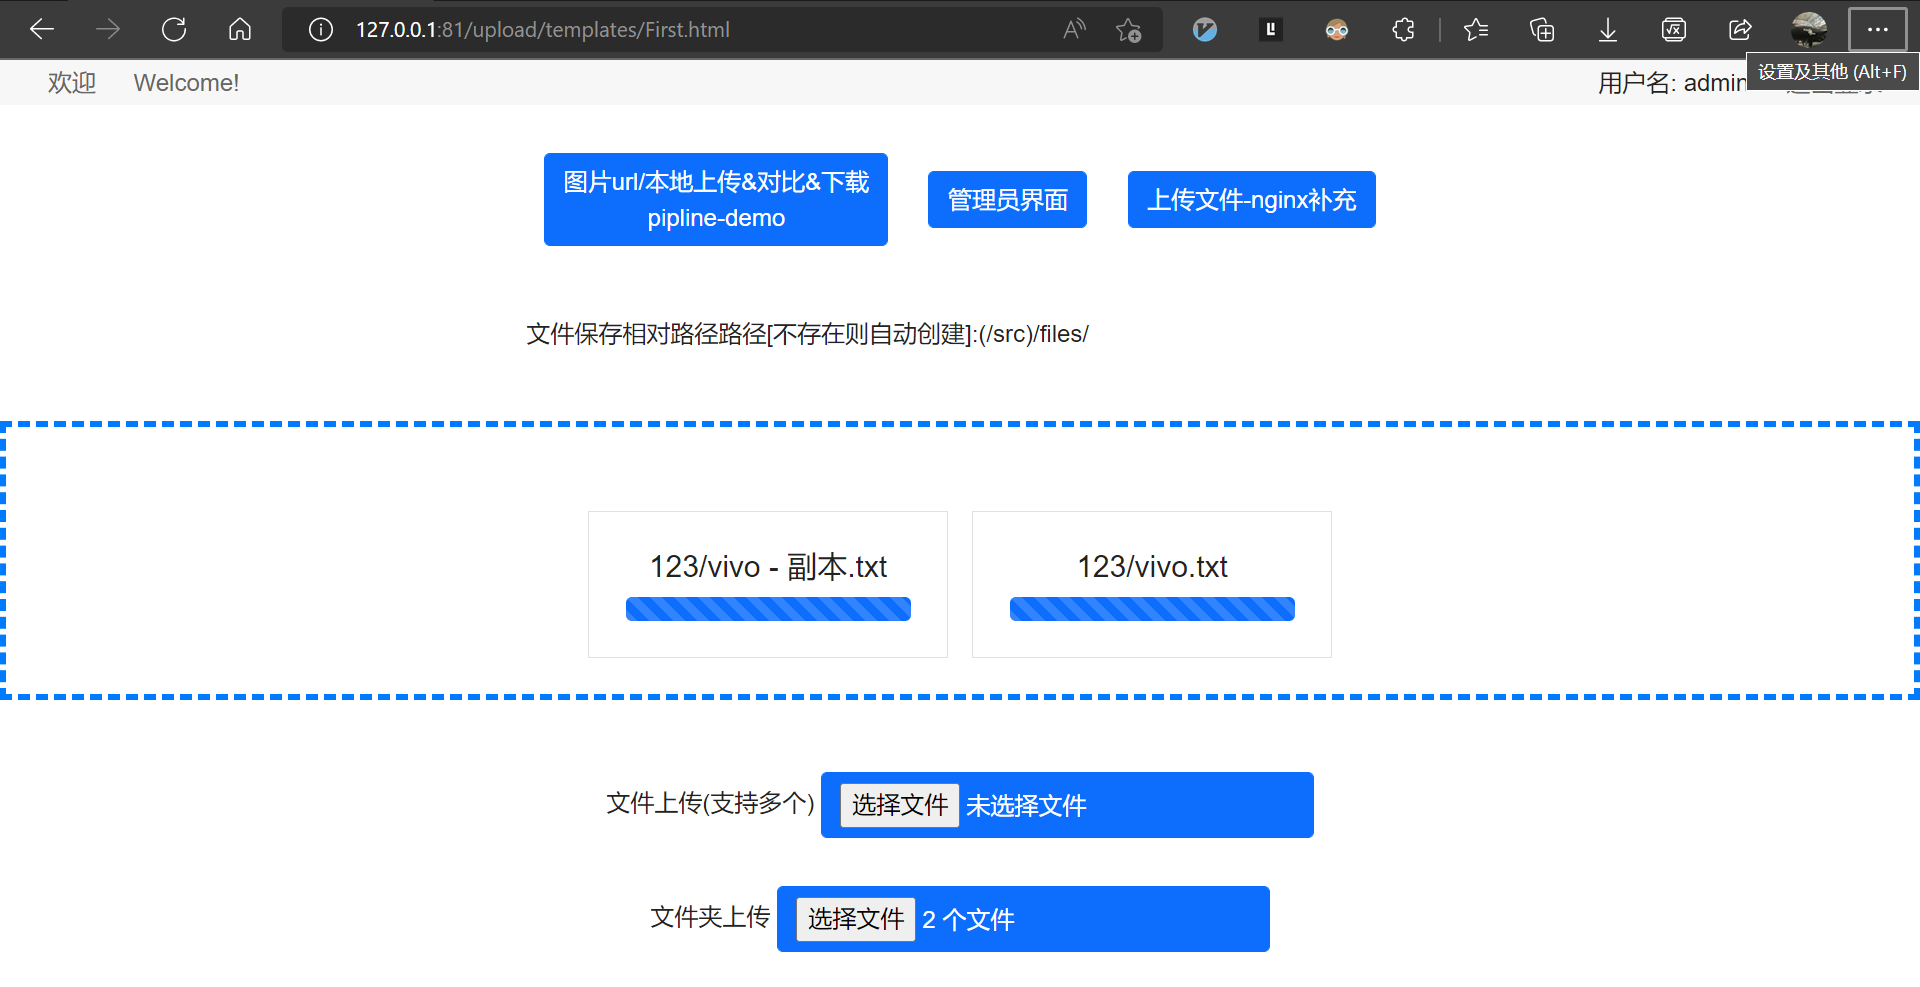 127.0.0.1:81/upload/templates/First.html
设置及其他 (Alt+F)
欢迎 Welcome! 用户名: admin
图片url/本地上传&对比&下载
pipline-demo
管理员界面
上传文件-nginx补充
文件保存相对路径路径[不存在则自动创建]:(/src)/files/
123/vivo - 副本.txt
123/vivo.txt
文件上传(支持多个) 选择文件 未选择文件
文件夹上传 选择文件 2 个文件